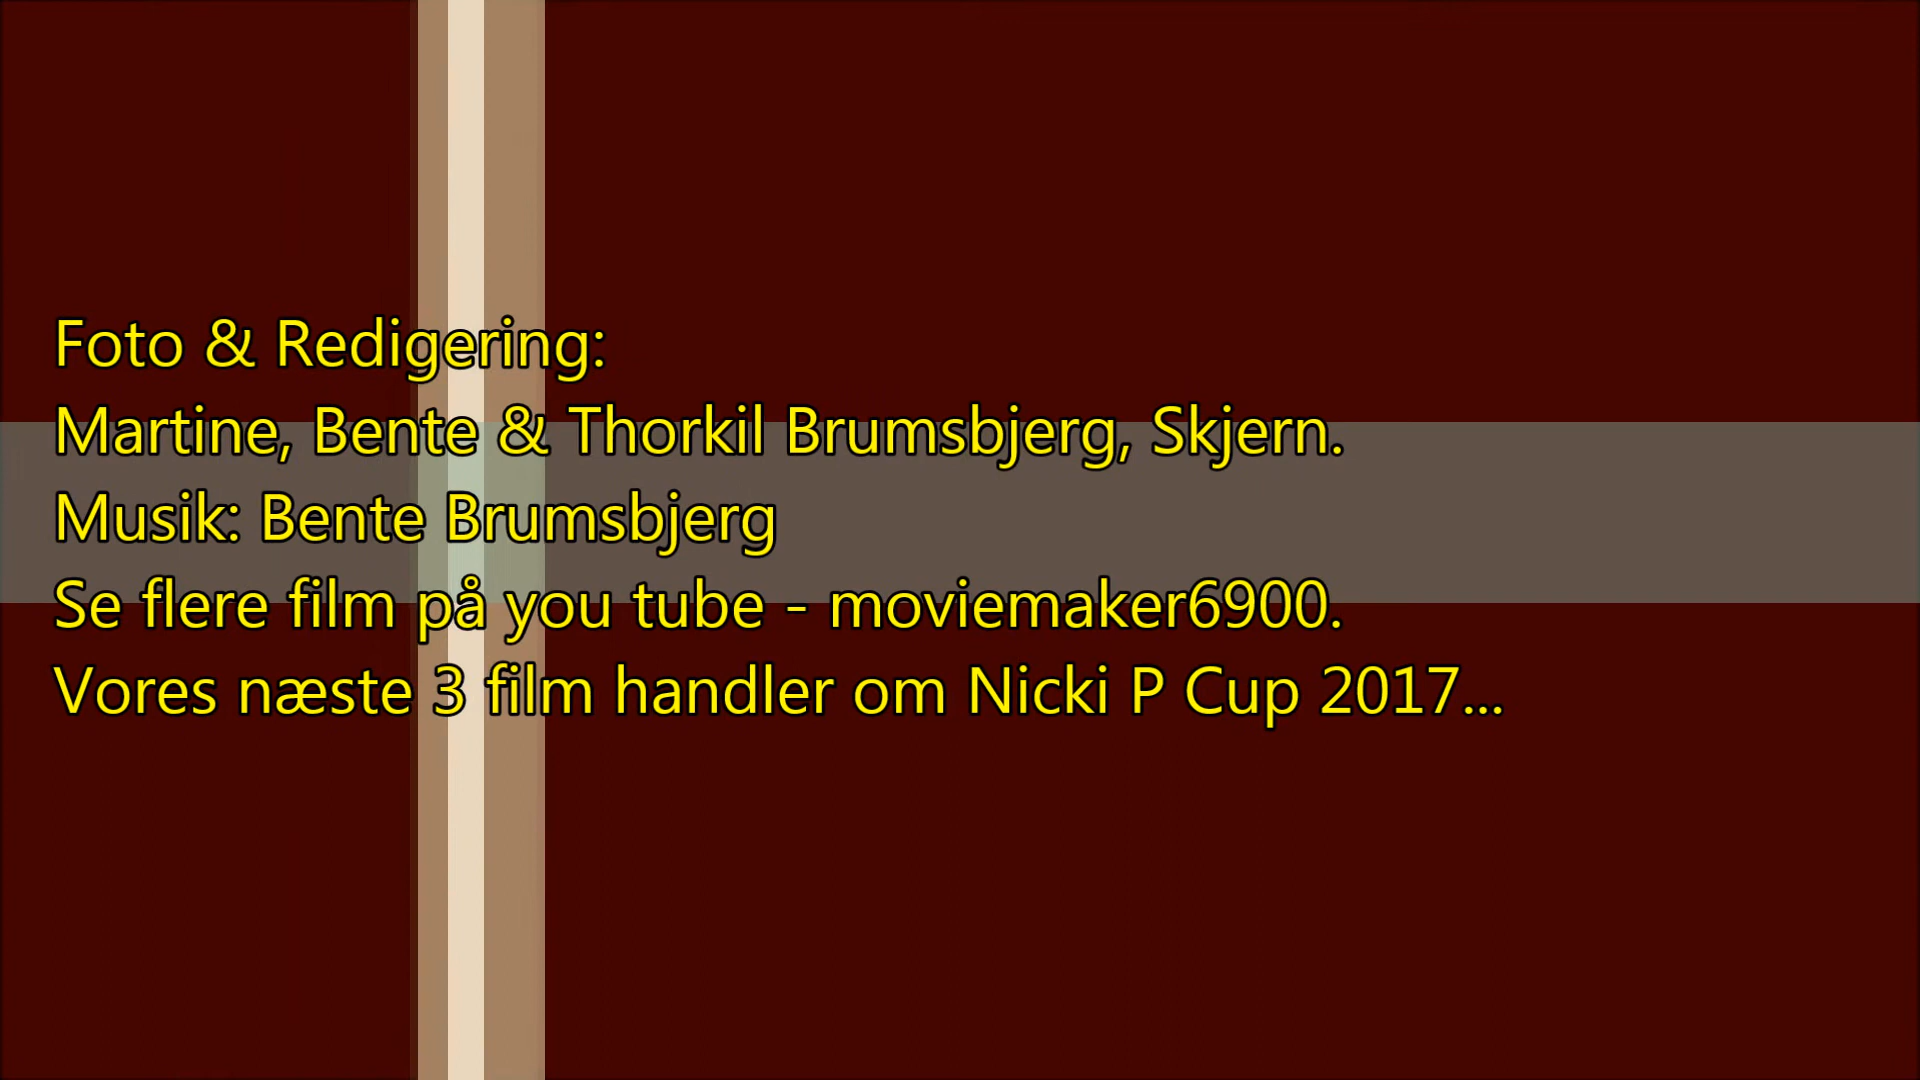 Foto & Redigering:
Martine, Bente & Thorkil Brumsbjerg, Skjern.
Musik: Bente Brumsbjerg
Se flere film på you tube - moviemaker6900.
Vores næste 3 film handler om Nicki P Cup 2017...